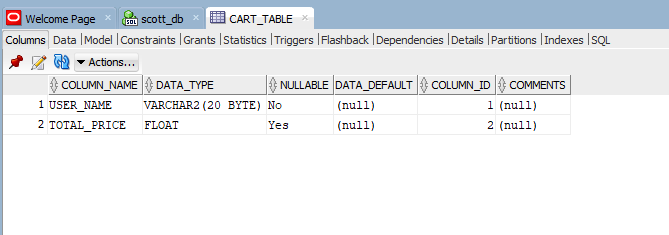 Welcome Page scott_db CART_TABLE
Columns Data Model Constraints Grants Statistics Triggers Flashback Dependencies Details Partitions Indexes SQL
Actions...
COLUMN_NAME DATA_TYPE NULLABLE DATA_DEFAULT COLUMN_ID COMMENTS
1 USER_NAME VARCHAR2(20 BYTE) No (null) 1 (null)
2 TOTAL_PRICE FLOAT Yes (null) 2 (null)